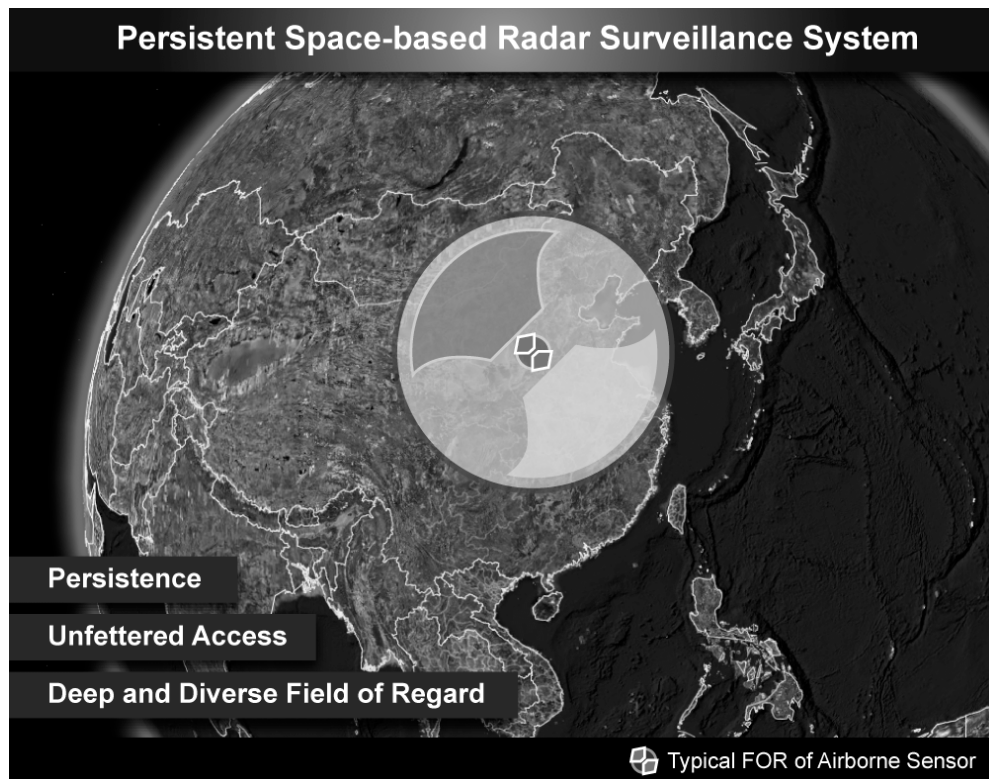 Persistent Space-based Radar Surveillance System
Persistence
Unfettered Access
Deep and Diverse Field of Regard
Typical FOR of Airborne Sensor